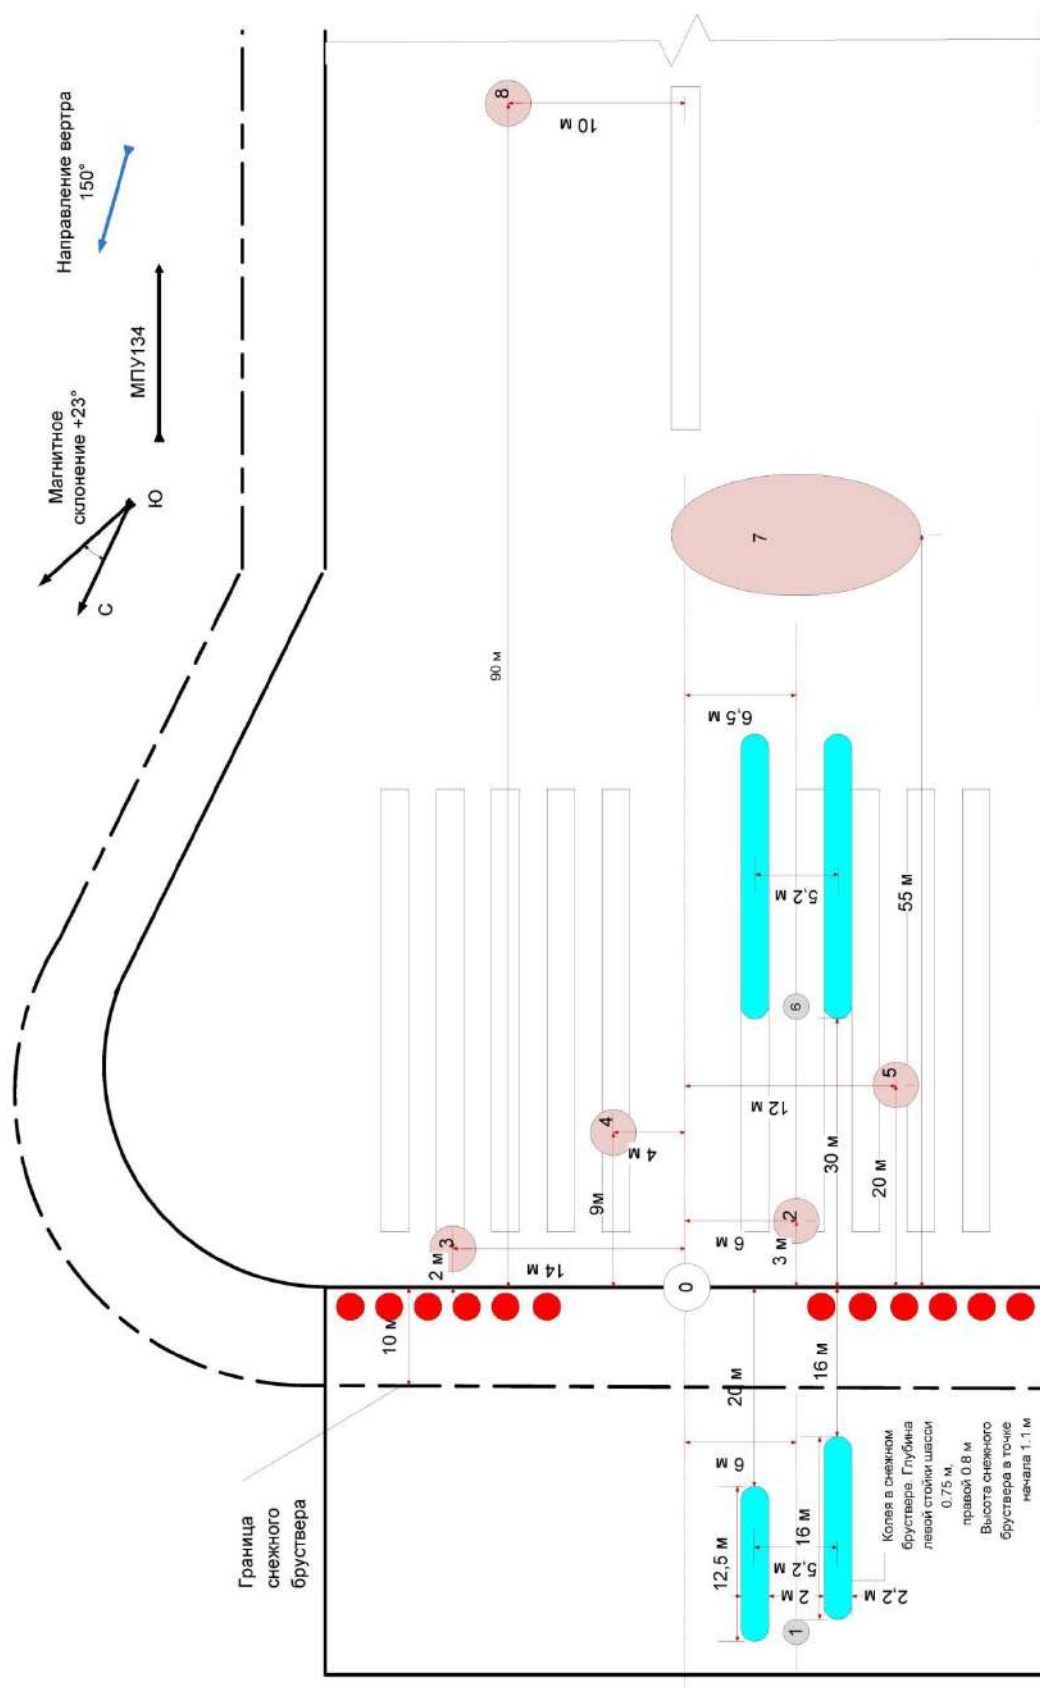 Направление вертра
150°
МПУ134
Магнитное
склонение +23°
С
Ю
8
10 м
90 м
7
6,5 м
55 м
5,2 м
6
5
12 м
4
4 м
9м
30 м
20 м
2
6 м
3 м
3
2 м
14 м
0
10 м
20 м
16 м
6 м
Граница
снежного
бруствера
12,5 м
16 м
5,2 м
2 м
2,2 м
1
Колея в снежном
бруствере. Глубина
левой стойки шасси
0.75 м,
правой 0.8 м
Высота снежного
бруствера в точке
начала 1.1 м